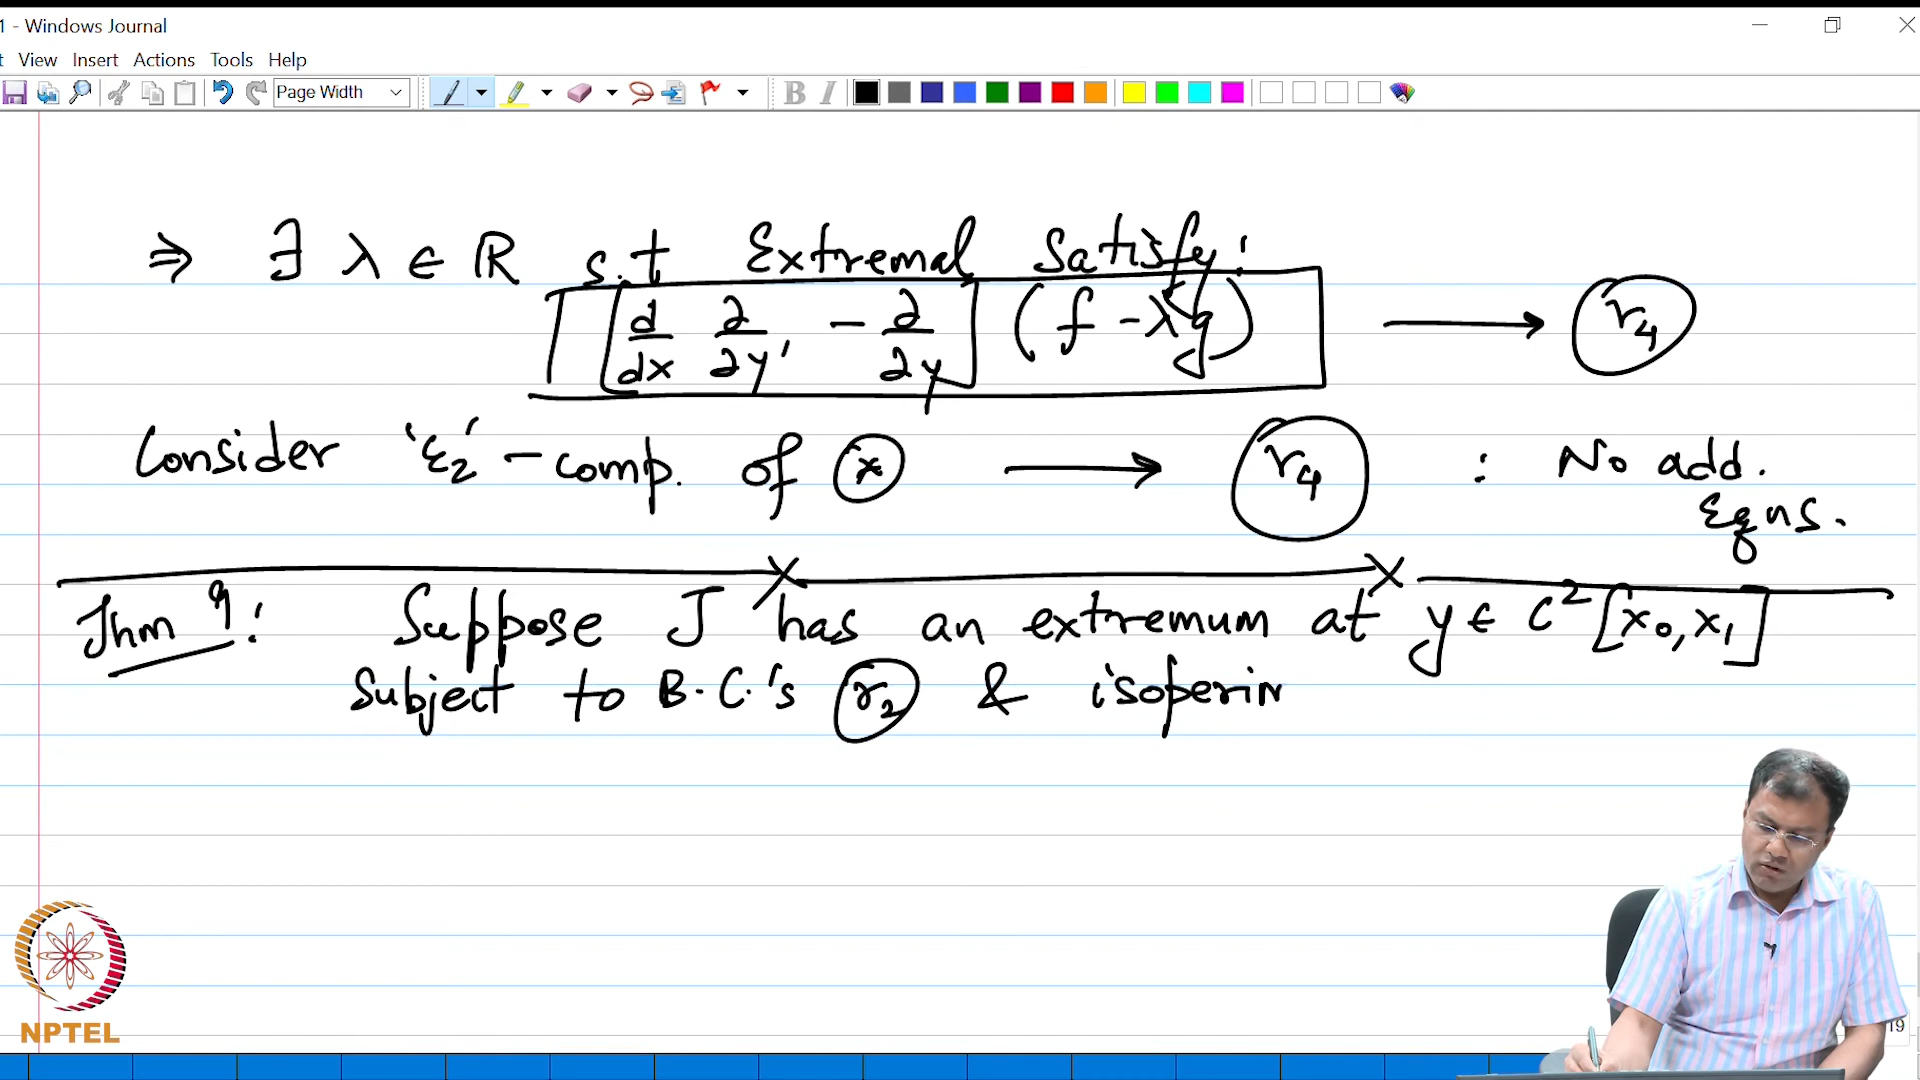 1 - Windows Journal
View Insert Actions Tools Help
Page Width B I
⇒ ∃ λ ∈ ℝ s.t Extremal Satisfy:
[d/dx ∂/∂y' - ∂/∂y] (f - λg) → r4
Consider 'ε2' - comp. of * → r4 : No add.
Eqns.
Thm 9: Suppose J has an extremum at y ∈ C² [x0, x1]
Subject to B.C.'s r2 & isoperim
NPTEL
19